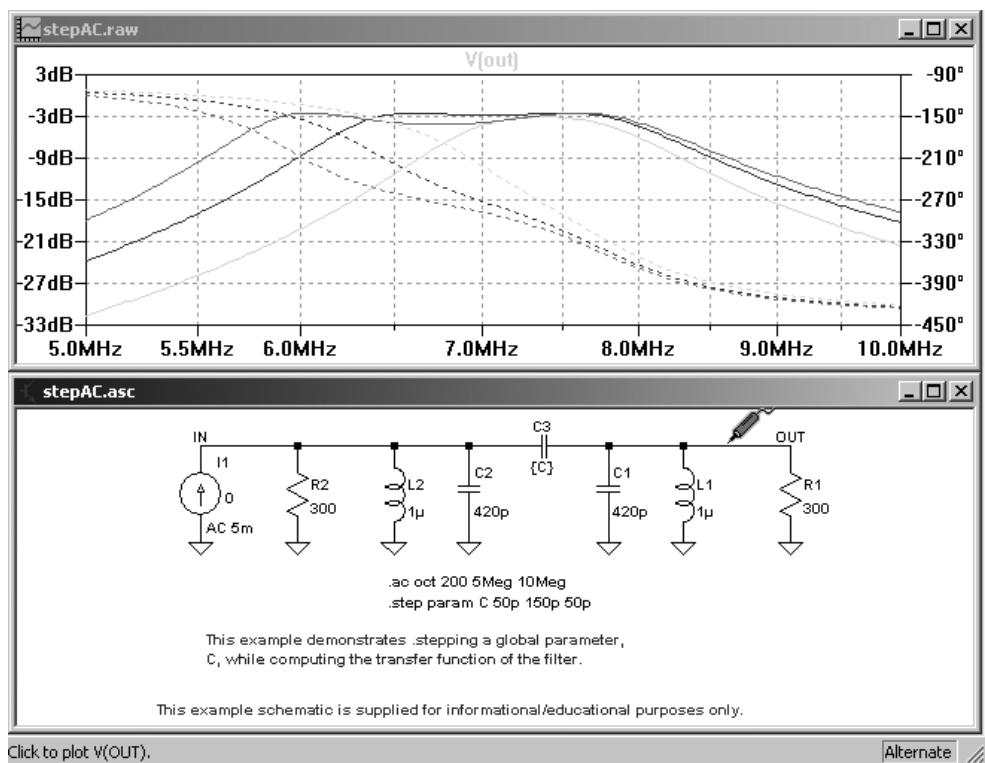 stepAC.raw
V(out)
3dB
-3dB
-9dB
-15dB
-21dB
-27dB
-33dB
-90°
-150°
-210°
-270°
-330°
-390°
-450°
5.0MHz 5.5MHz 6.0MHz 7.0MHz 8.0MHz 9.0MHz 10.0MHz
stepAC.asc
IN
I1
0
AC 5m
R2
300
L2
1µ
C2
420p
C3
{C}
C1
420p
L1
1µ
OUT
R1
300
.ac oct 200 5Meg 10Meg
.step param C 50p 150p 50p
This example demonstrates .stepping a global parameter,
C, while computing the transfer function of the filter.
This example schematic is supplied for informational/educational purposes only.
Click to plot V(OUT).
Alternate